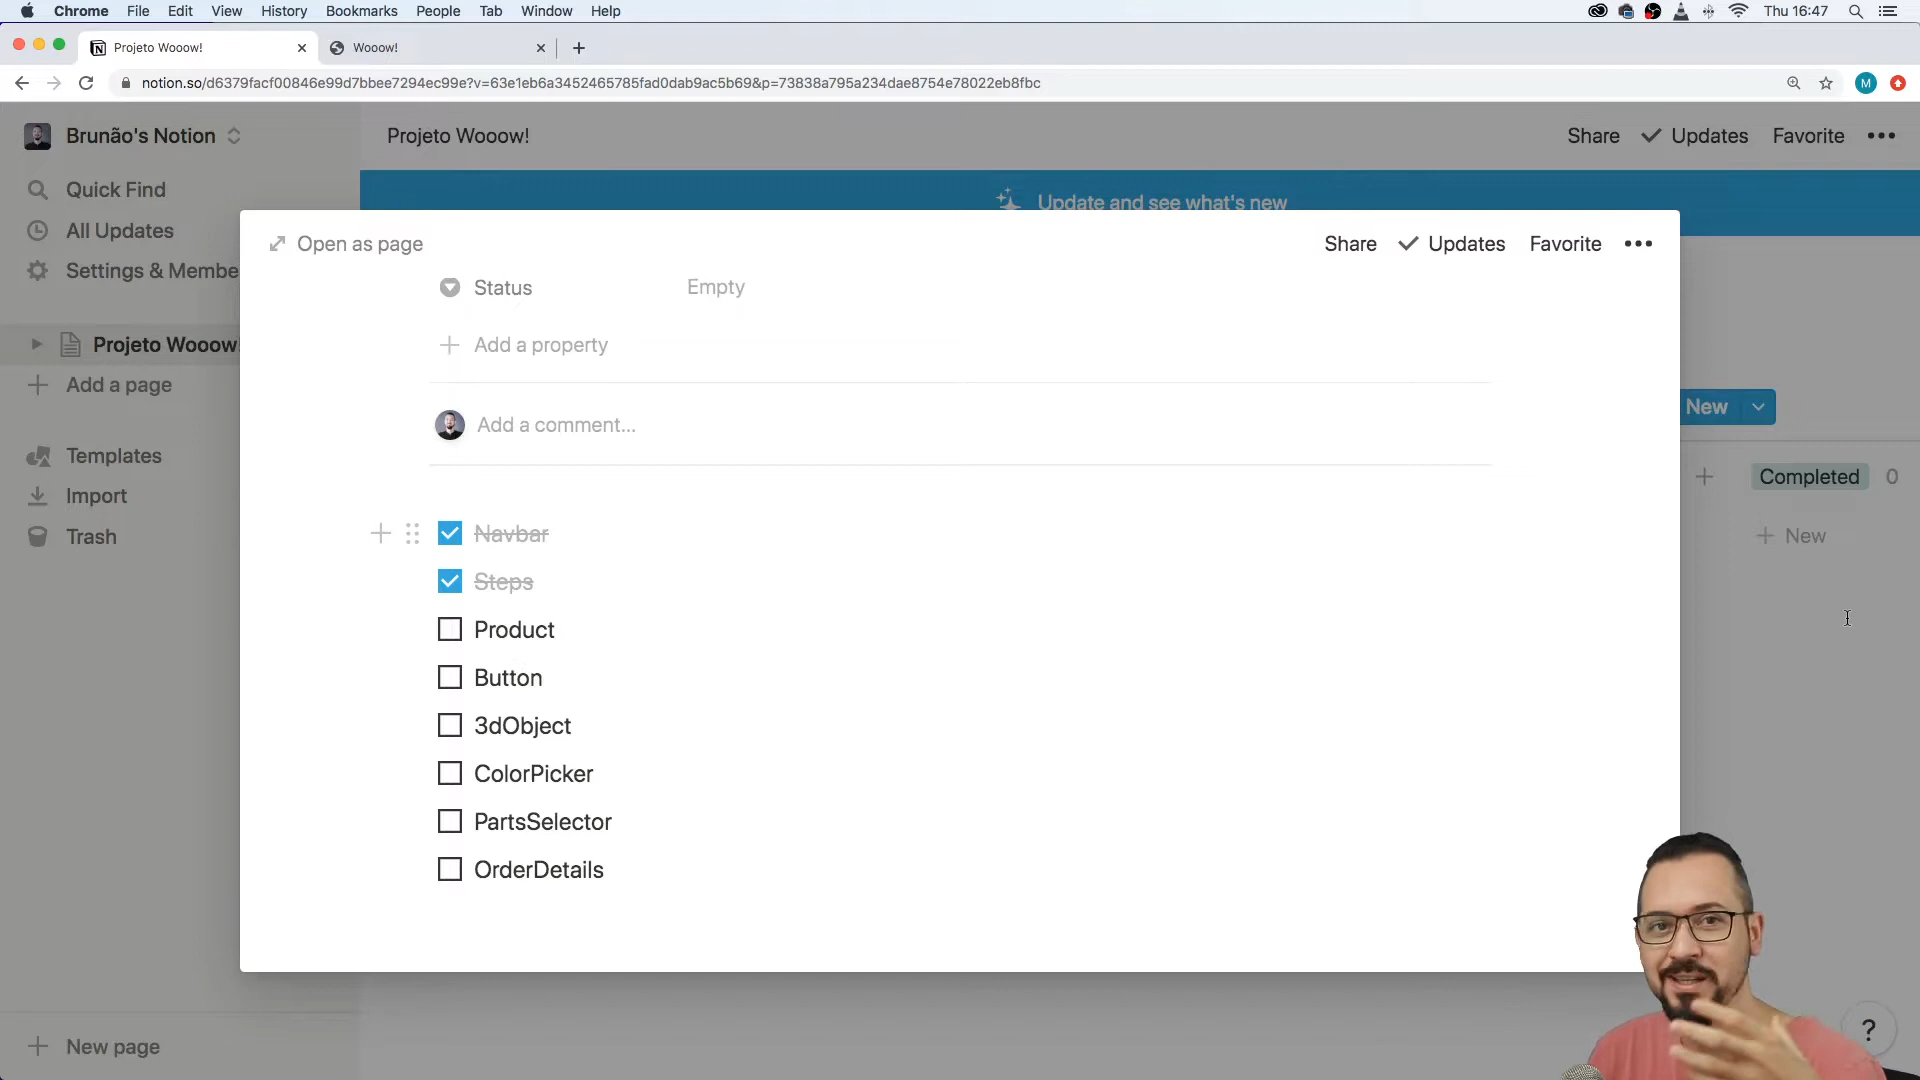 Chrome File Edit View History Bookmarks People Tab Window Help Thu 16:47
Projeto Wooow! Wooow!
notion.so/d6379facf00846e99d7bbee7294ec99e?v=63e1eb6a3452465785fad0dab9ac5b69&p=73838a795a234dae8754e78022eb8fbc M
Brunão's Notion
Projeto Wooow! Share Updates Favorite
Quick Find
Update and see what's new
All Updates
Open as page Share Updates Favorite
Settings & Membe
Status Empty
Projeto Wooow!
Add a property
Add a page
New
Add a comment...
Templates
Completed 0
Import
Navbar
New
Trash
Steps
Product
Button
3dObject
ColorPicker
PartsSelector
OrderDetails
?
New page